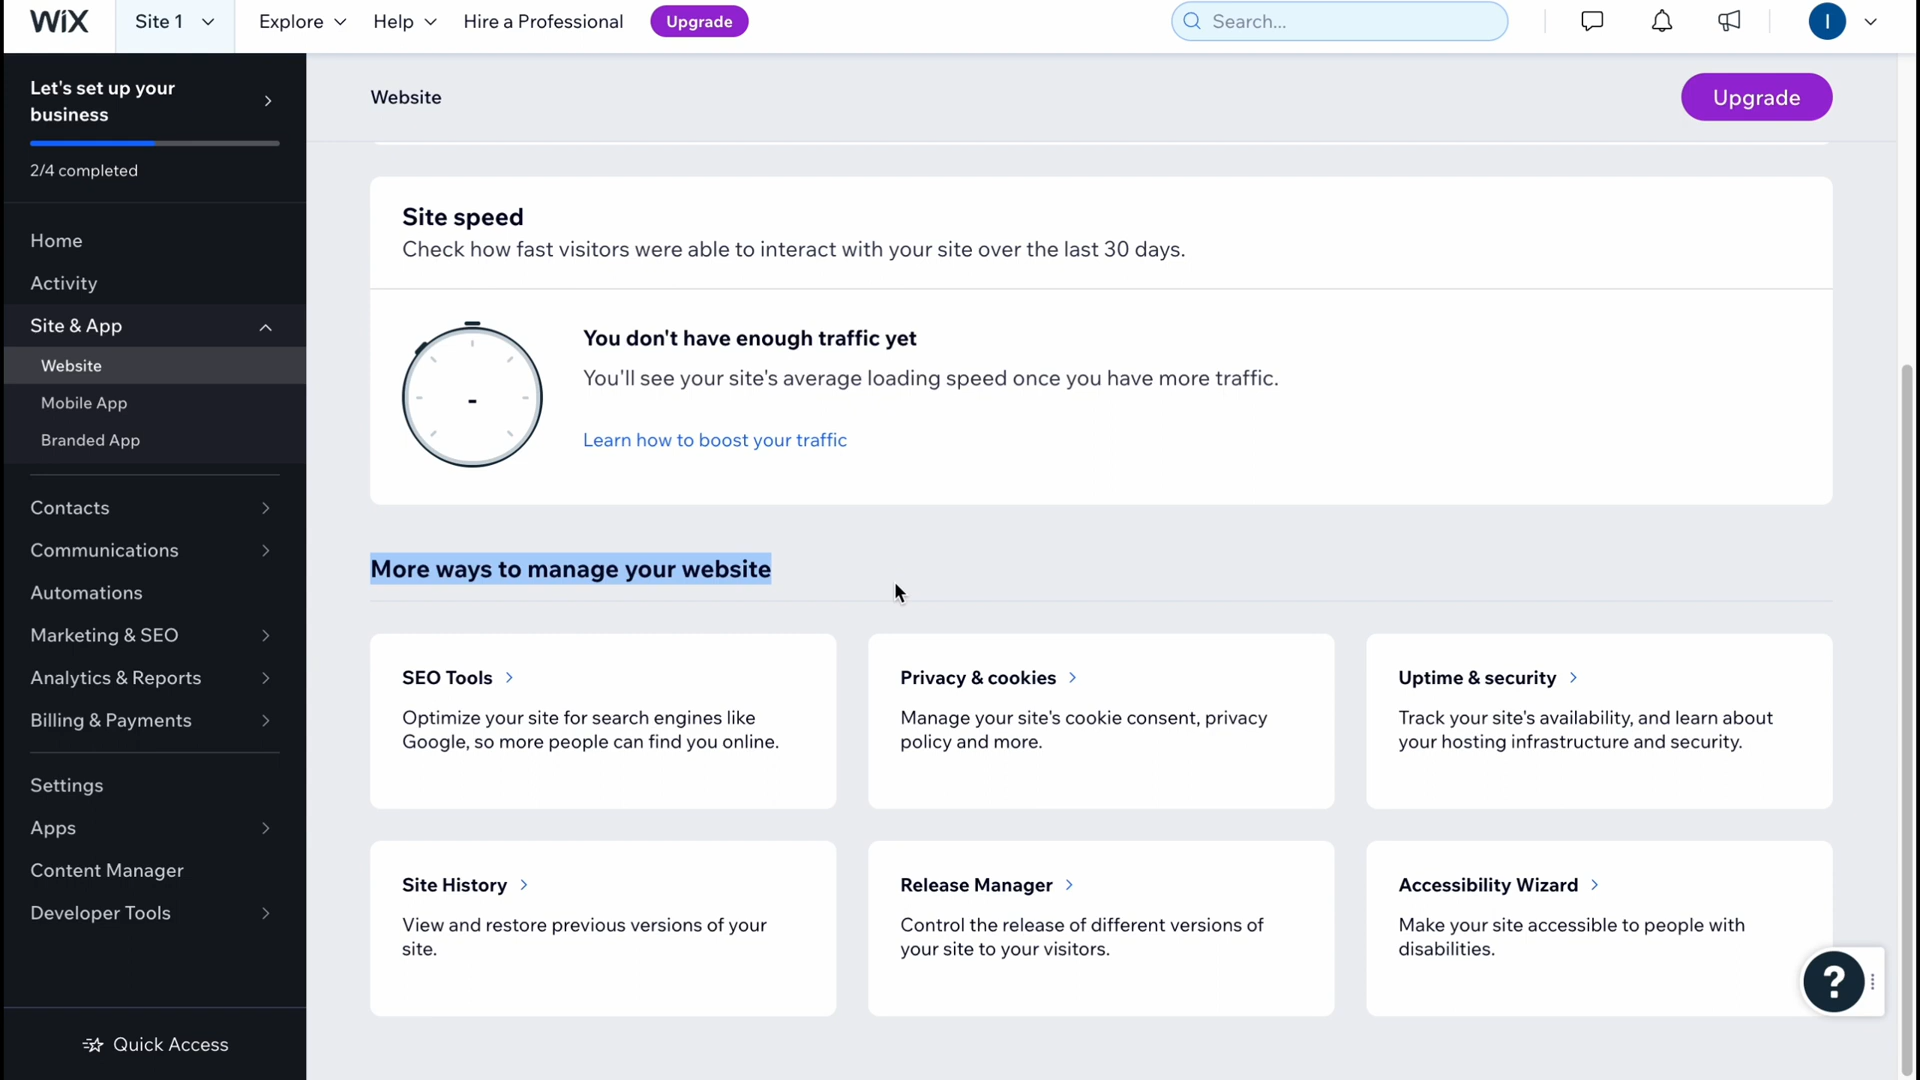 WiX
Site 1
Explore
Help
Hire a Professional
Upgrade
Search...
I
Let's set up your
business
2/4 completed
Home
Activity
Site & App
Website
Mobile App
Branded App
Contacts
Communications
Automations
Marketing & SEO
Analytics & Reports
Billing & Payments
Settings
Apps
Content Manager
Developer Tools
Quick Access
Website
Upgrade
Site speed
Check how fast visitors were able to interact with your site over the last 30 days.
-
You don't have enough traffic yet
You'll see your site's average loading speed once you have more traffic.
Learn how to boost your traffic
More ways to manage your website
SEO Tools
Optimize your site for search engines like
Google, so more people can find you online.
Privacy & cookies
Manage your site's cookie consent, privacy
policy and more.
Uptime & security
Track your site's availability, and learn about
your hosting infrastructure and security.
Site History
View and restore previous versions of your
site.
Release Manager
Control the release of different versions of
your site to your visitors.
Accessibility Wizard
Make your site accessible to people with
disabilities.
?